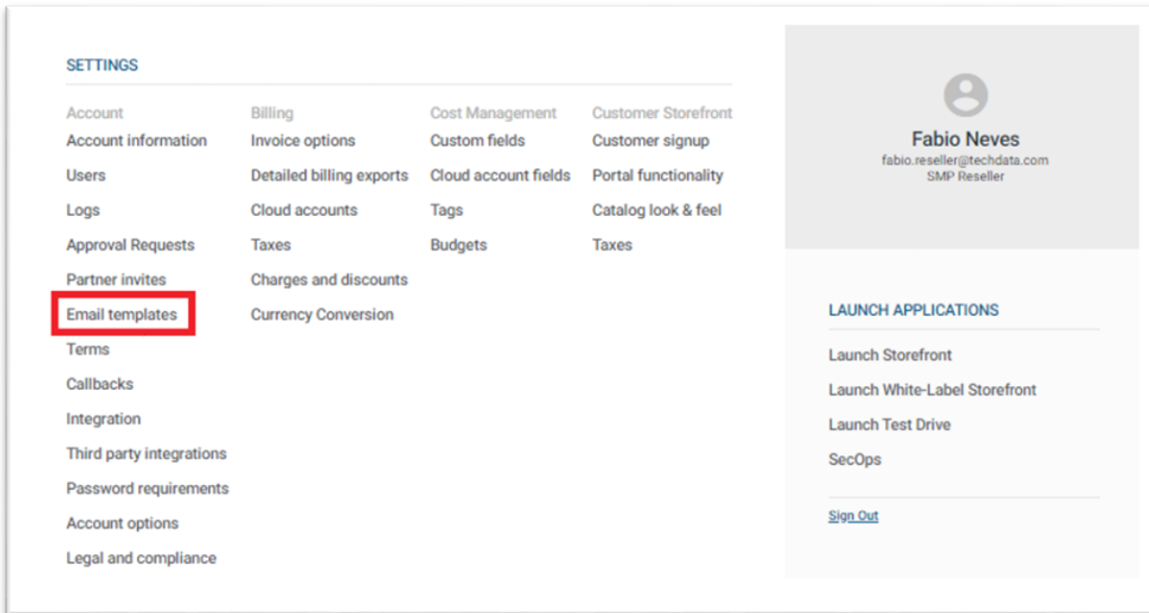 SETTINGS
Account
Account information
Users
Logs
Approval Requests
Partner invites
Email templates
Terms
Callbacks
Integration
Third party integrations
Password requirements
Account options
Legal and compliance
Billing
Invoice options
Detailed billing exports
Cloud accounts
Taxes
Charges and discounts
Currency Conversion
Cost Management
Custom fields
Cloud account fields
Tags
Budgets
Customer Storefront
Customer signup
Portal functionality
Catalog look & feel
Taxes
Fabio Neves
fabio.reseller@techdata.com
SMP Reseller
LAUNCH APPLICATIONS
Launch Storefront
Launch White-Label Storefront
Launch Test Drive
SecOps
Sign Out